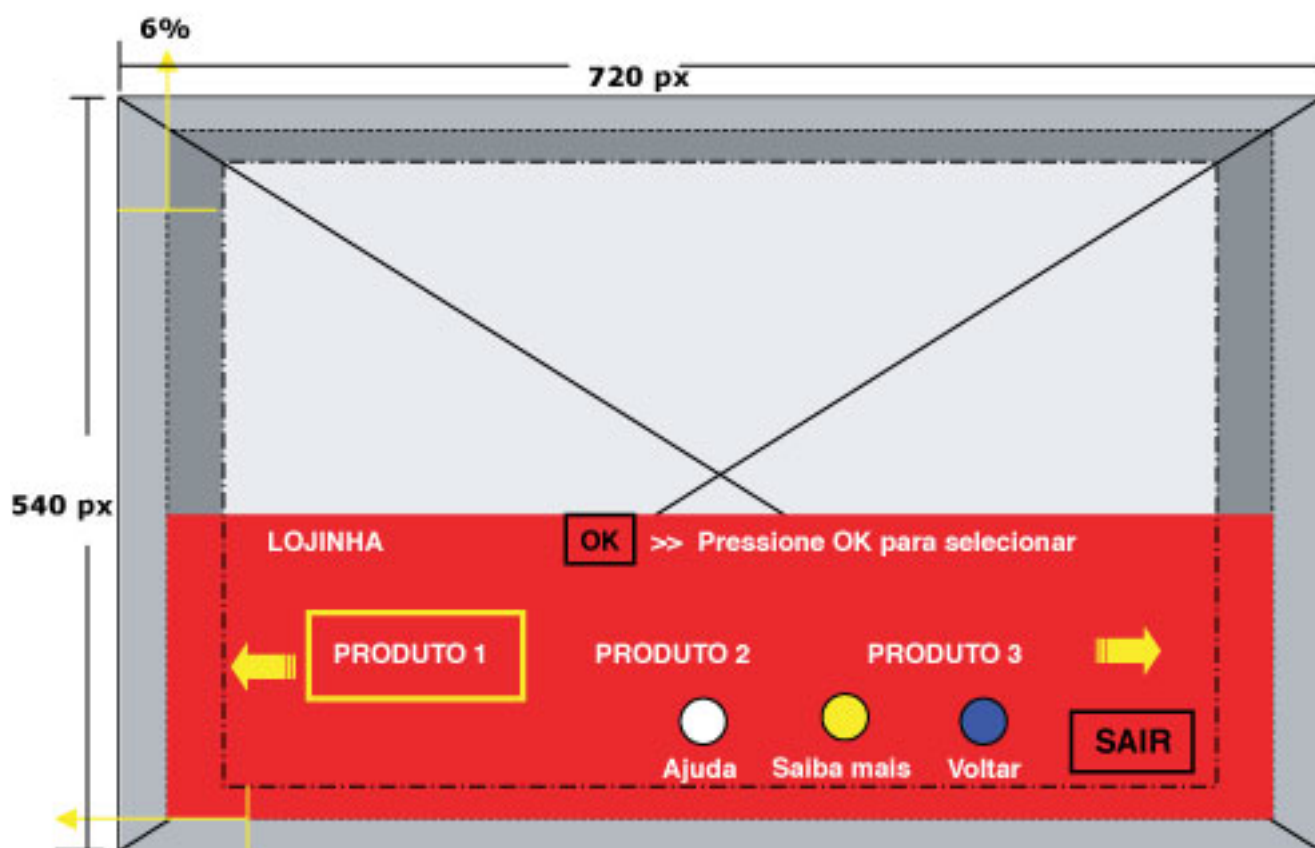 6%
720 px
540 px
LOJINHA
OK >> Pressione OK para selecionar
PRODUTO 1 PRODUTO 2 PRODUTO 3
SAIR
Ajuda Saiba mais Voltar